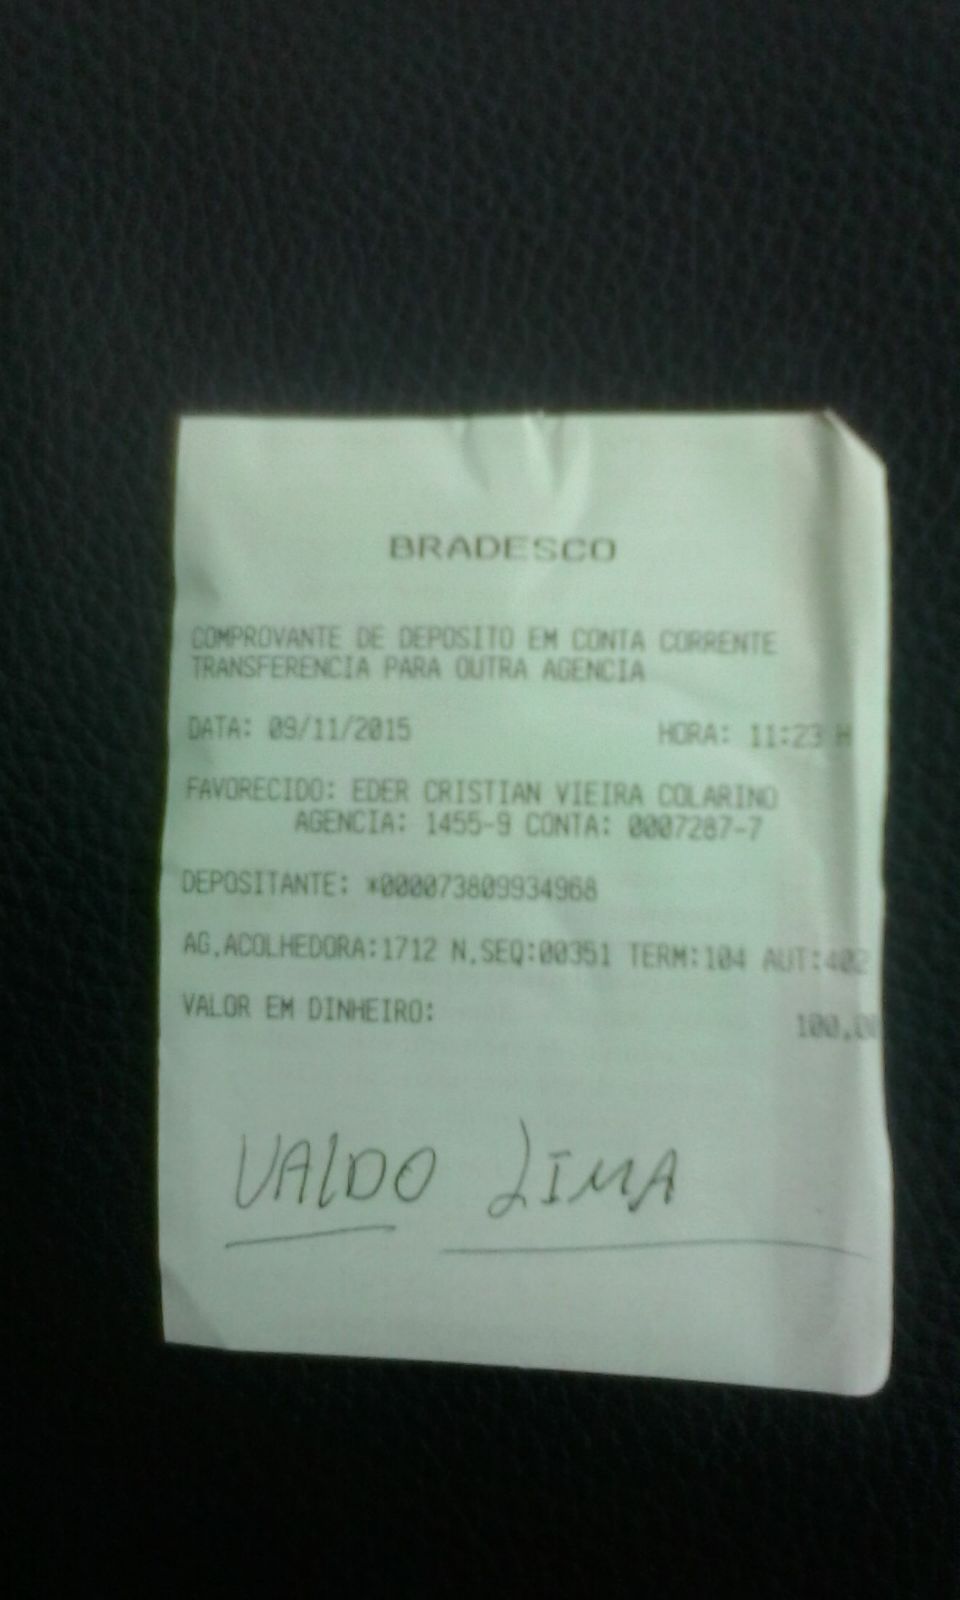 BRADESCO
COMPROVANTE DE DEPOSITO EM CONTA CORRENTE
TRANSFERENCIA PARA OUTRA AGENCIA
DATA: 09/11/2015 HORA: 11:23 H
FAVORECIDO: EDER CRISTIAN VIEIRA COLARINO
AGENCIA: 1455-9 CONTA: 0007287-7
DEPOSITANTE: *000073809934968
AG.ACOLHEDORA:1712 N.SEQ:00351 TERM:104 AUT:402
VALOR EM DINHEIRO: 100,00
VALDO LIMA